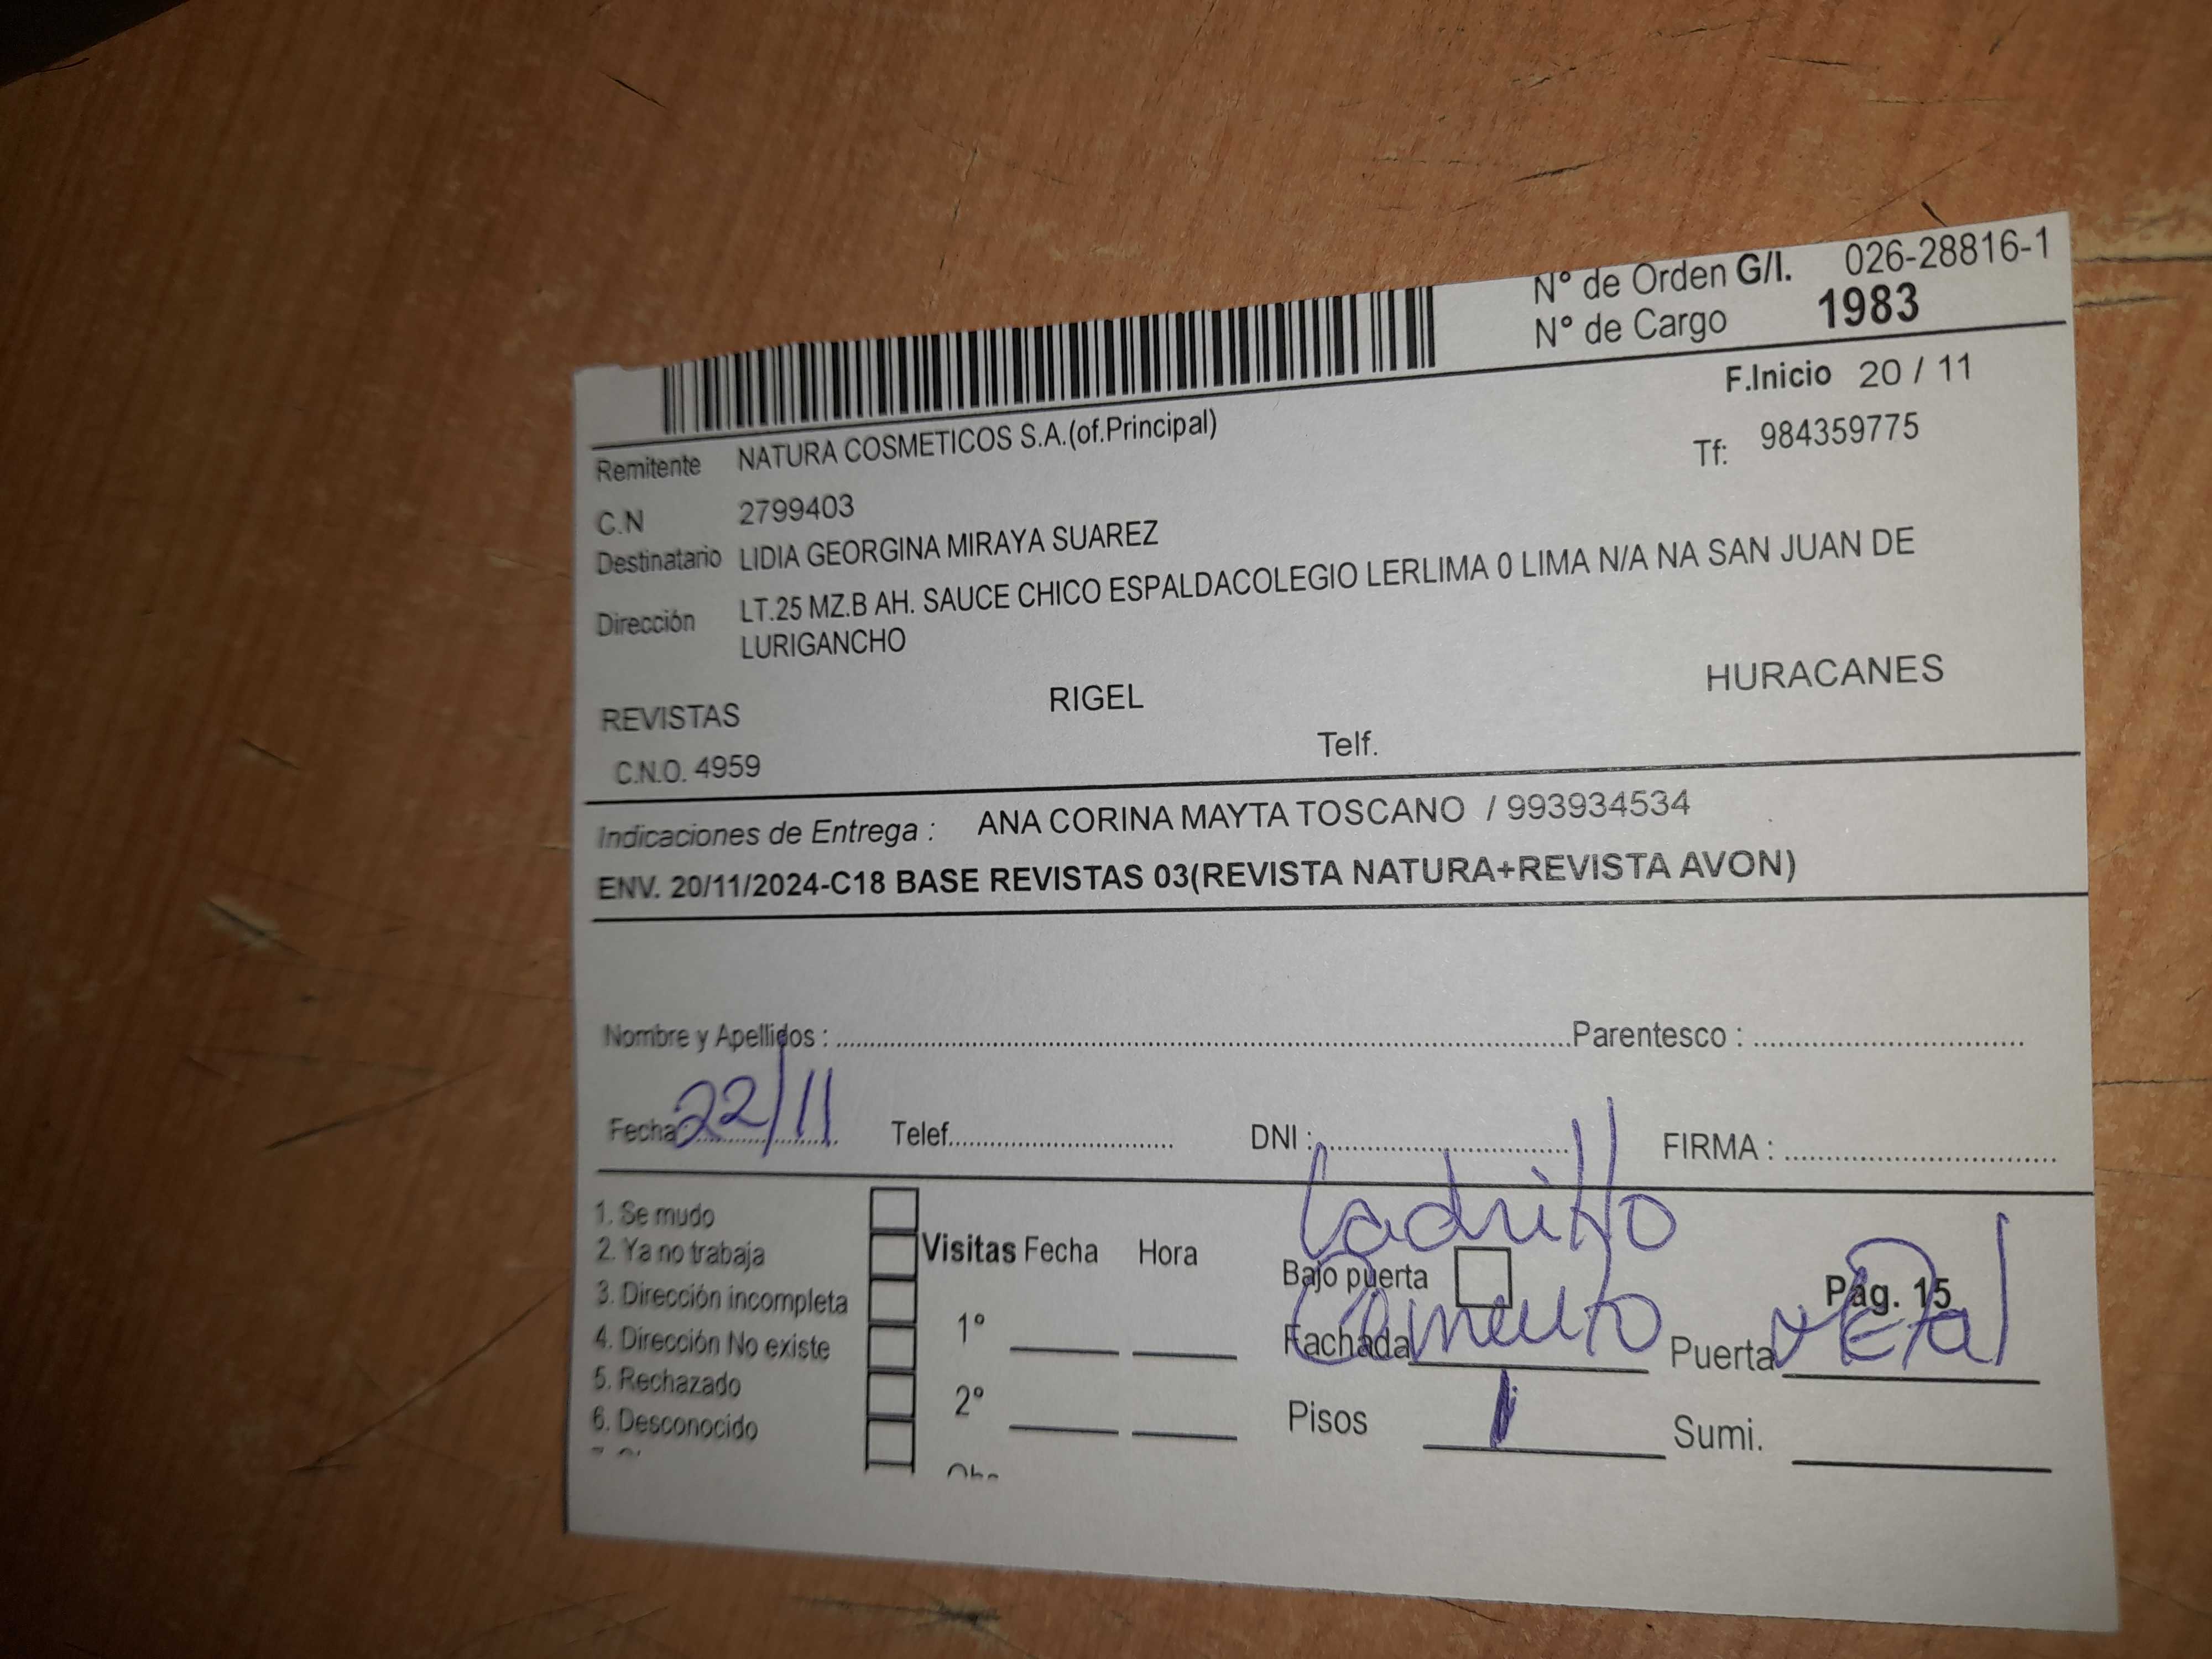 N° de Orden G/I. 026-28816-1
N° de Cargo 1983
F.Inicio 20 / 11
Remitente NATURA COSMETICOS S.A.(of.Principal) Tf: 984359775
C.N 2799403
Destinatario LIDIA GEORGINA MIRAYA SUAREZ
Dirección LT.25 MZ.B AH. SAUCE CHICO ESPALDACOLEGIO LERLIMA 0 LIMA N/A NA SAN JUAN DE
LURIGANCHO
REVISTAS RIGEL HURACANES
C.N.O. 4959 Telf.
Indicaciones de Entrega : ANA CORINA MAYTA TOSCANO / 993934534
ENV. 20/11/2024-C18 BASE REVISTAS 03(REVISTA NATURA+REVISTA AVON)
Nombre y Apellidos : Parentesco :
Fecha 22/11 Telef. DNI : FIRMA :
1. Se mudo
2. Ya no trabaja
3. Dirección incompleta
4. Dirección No existe
5. Rechazado
6. Desconocido
Visitas Fecha Hora
1°
2°
Ladrillo
Bajo puerta Pág. 15
Fachada Cemento Puerta Metal
Pisos 1 Sumi.